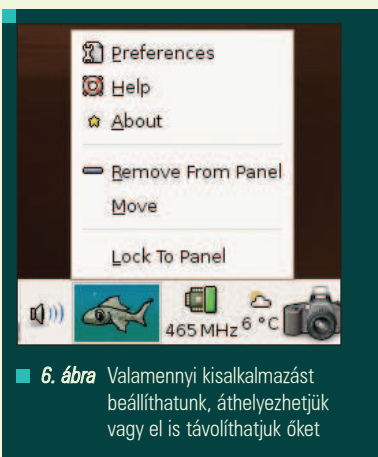 Preferences
Help
About
Remove From Panel
Move
Lock To Panel
465 MHz 6 °C
6. ábra Valamennyi kisalkalmazást
beállíthatunk, áthelyezhetjük
vagy el is távolíthatjuk őket